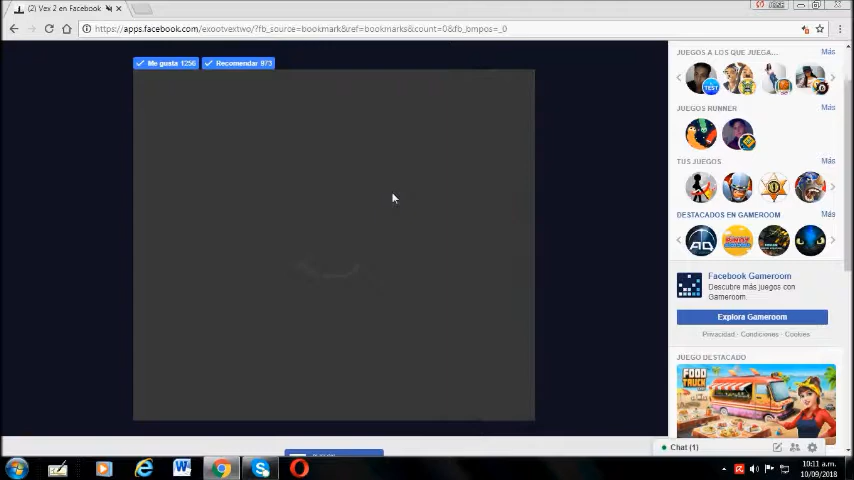 (2) Vex 2 en Facebook
https://apps.facebook.com/exootvextwo/?fb_source=bookmark&ref=bookmarks&count=0&fb_bmpos=_0
Me gusta 1256
Recomendar 973
JUEGOS A LOS QUE JUEGA...
Más
TEST
JUEGOS RUNNER
Más
TUS JUEGOS
Más
DESTACADOS EN GAMEROOM
Más
Facebook Gameroom
Descubre más juegos con
Gameroom.
Explora Gameroom
Privacidad · Condiciones · Cookies
JUEGO DESTACADO
FOOD
TRUCK
Chat (1)
10:11 a.m.
10/09/2018